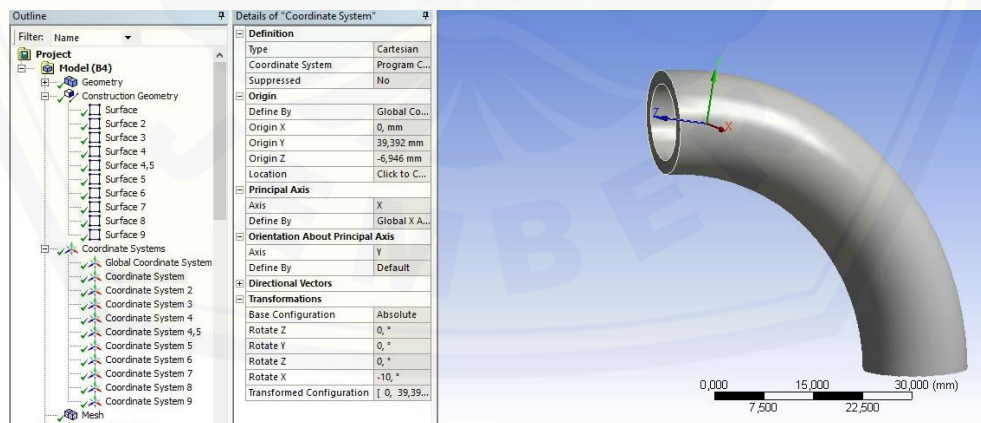 Outline
Filter: Name
Project
Model (B4)
Geometry
Construction Geometry
Surface
Surface 2
Surface 3
Surface 4
Surface 4,5
Surface 5
Surface 6
Surface 7
Surface 8
Surface 9
Coordinate Systems
Global Coordinate System
Coordinate System
Coordinate System 2
Coordinate System 3
Coordinate System 4
Coordinate System 4,5
Coordinate System 5
Coordinate System 6
Coordinate System 7
Coordinate System 8
Coordinate System 9
Mesh
Details of "Coordinate System"
Definition
Type Cartesian
Coordinate System Program C...
Suppressed No
Origin
Define By Global Co...
Origin X 0, mm
Origin Y 39,392 mm
Origin Z -6,946 mm
Location Click to C...
Principal Axis
Axis X
Define By Global X A...
Orientation About Principal Axis
Axis Y
Define By Default
Directional Vectors
Transformations
Base Configuration Absolute
Rotate Z 0, °
Rotate Y 0, °
Rotate Z 0, °
Rotate X -10, °
Transformed Configuration [ 0, 39,39...
Z
X
0,000 15,000 30,000 (mm)
7,500 22,500